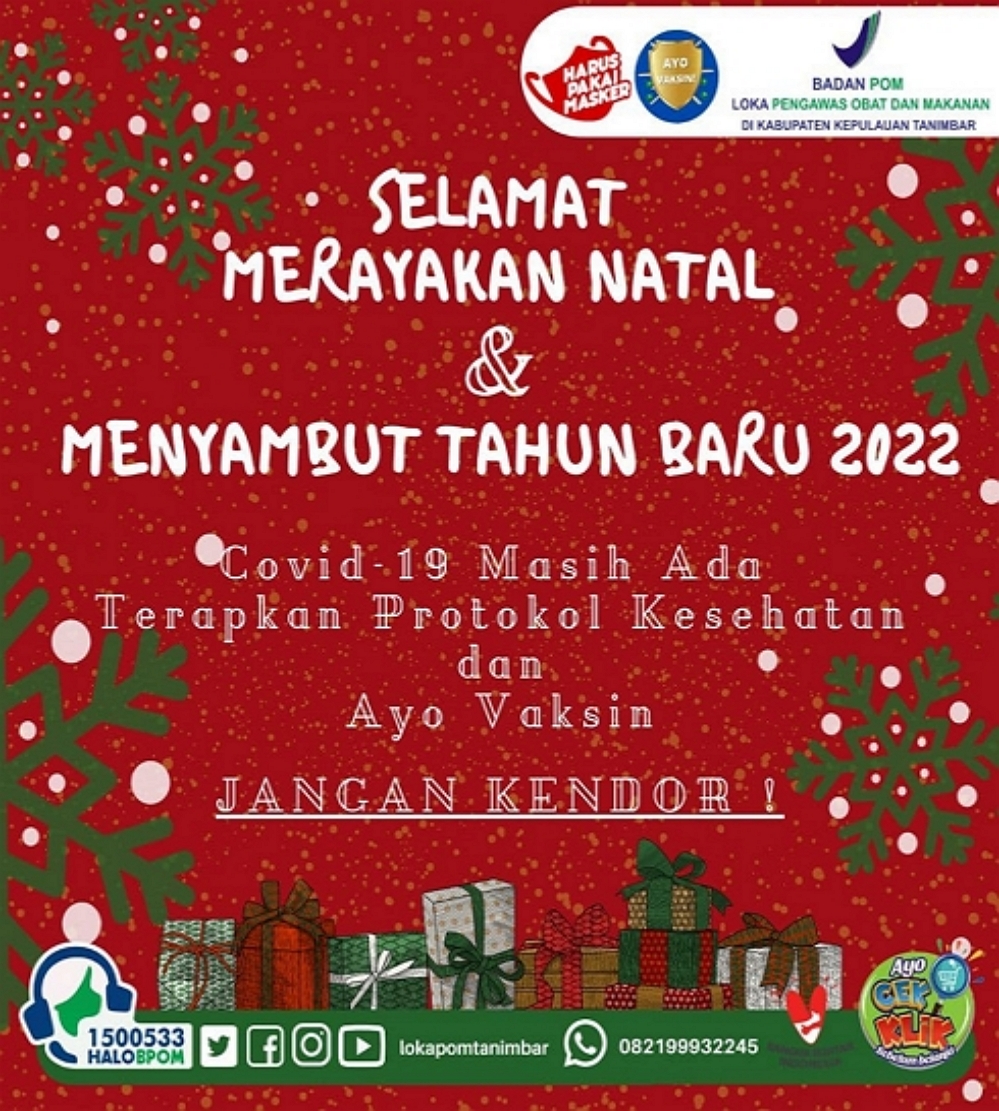 HARUS
PAKAI
MASKER
AYO
VAKSIN!
BADAN POM
LOKA PENGAWAS OBAT DAN MAKANAN
DI KABUPATEN KEPULAUAN TANIMBAR
SELAMAT
MERAYAKAN NATAL
&
MENYAMBUT TAHUN BARU 2022
Covid-19 Masih Ada
Terapkan Protokol Kesehatan
dan
Ayo Vaksin
JANGAN KENDOR !
1500533
HALOBPOM
lokapomtanimbar
082199932245
Ayo
CEK
KLIK